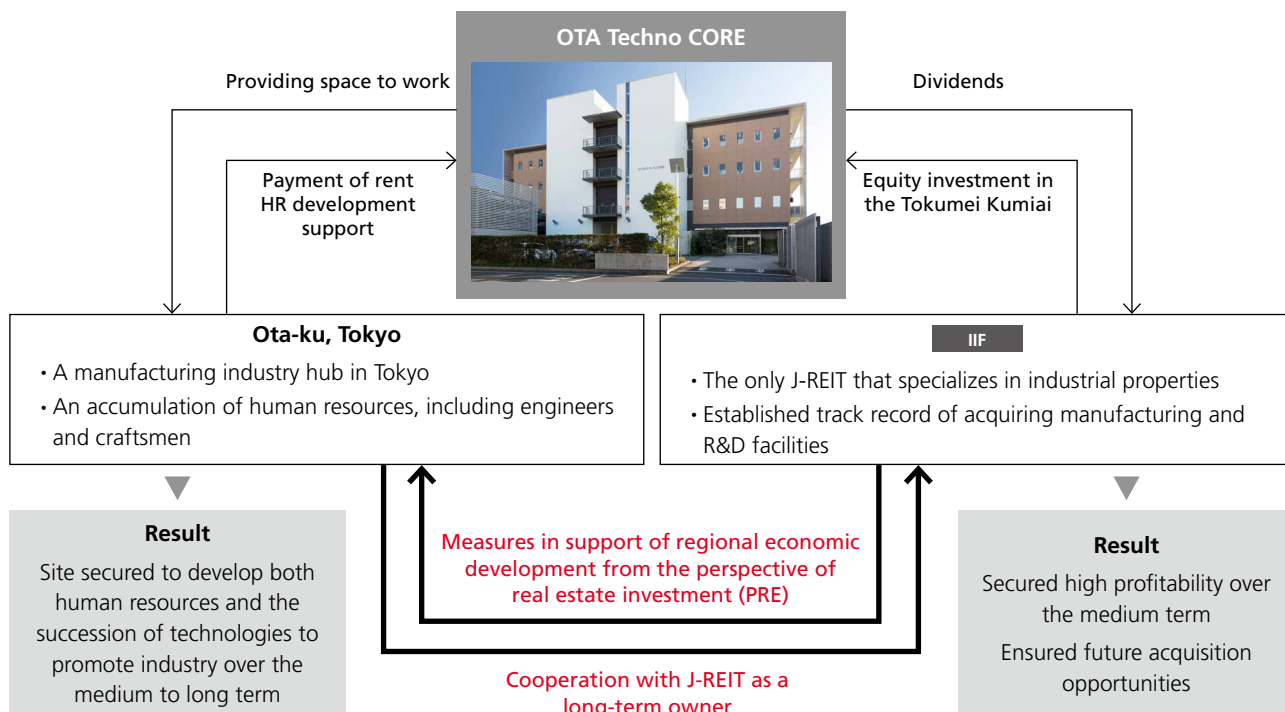 OTA Techno CORE
Providing space to work
Dividends
Payment of rent
HR development
support
Equity investment in
the Tokumei Kumiai
Ota-ku, Tokyo
・A manufacturing industry hub in Tokyo
・An accumulation of human resources, including engineers
and craftsmen
IIF
・The only J-REIT that specializes in industrial properties
・Established track record of acquiring manufacturing and
R&D facilities
Result
Site secured to develop both
human resources and the
succession of technologies to
promote industry over the
medium to long term
Measures in support of regional economic
development from the perspective of
real estate investment (PRE)
Cooperation with J-REIT as a
long-term owner
Result
Secured high profitability over
the medium term
Ensured future acquisition
opportunities